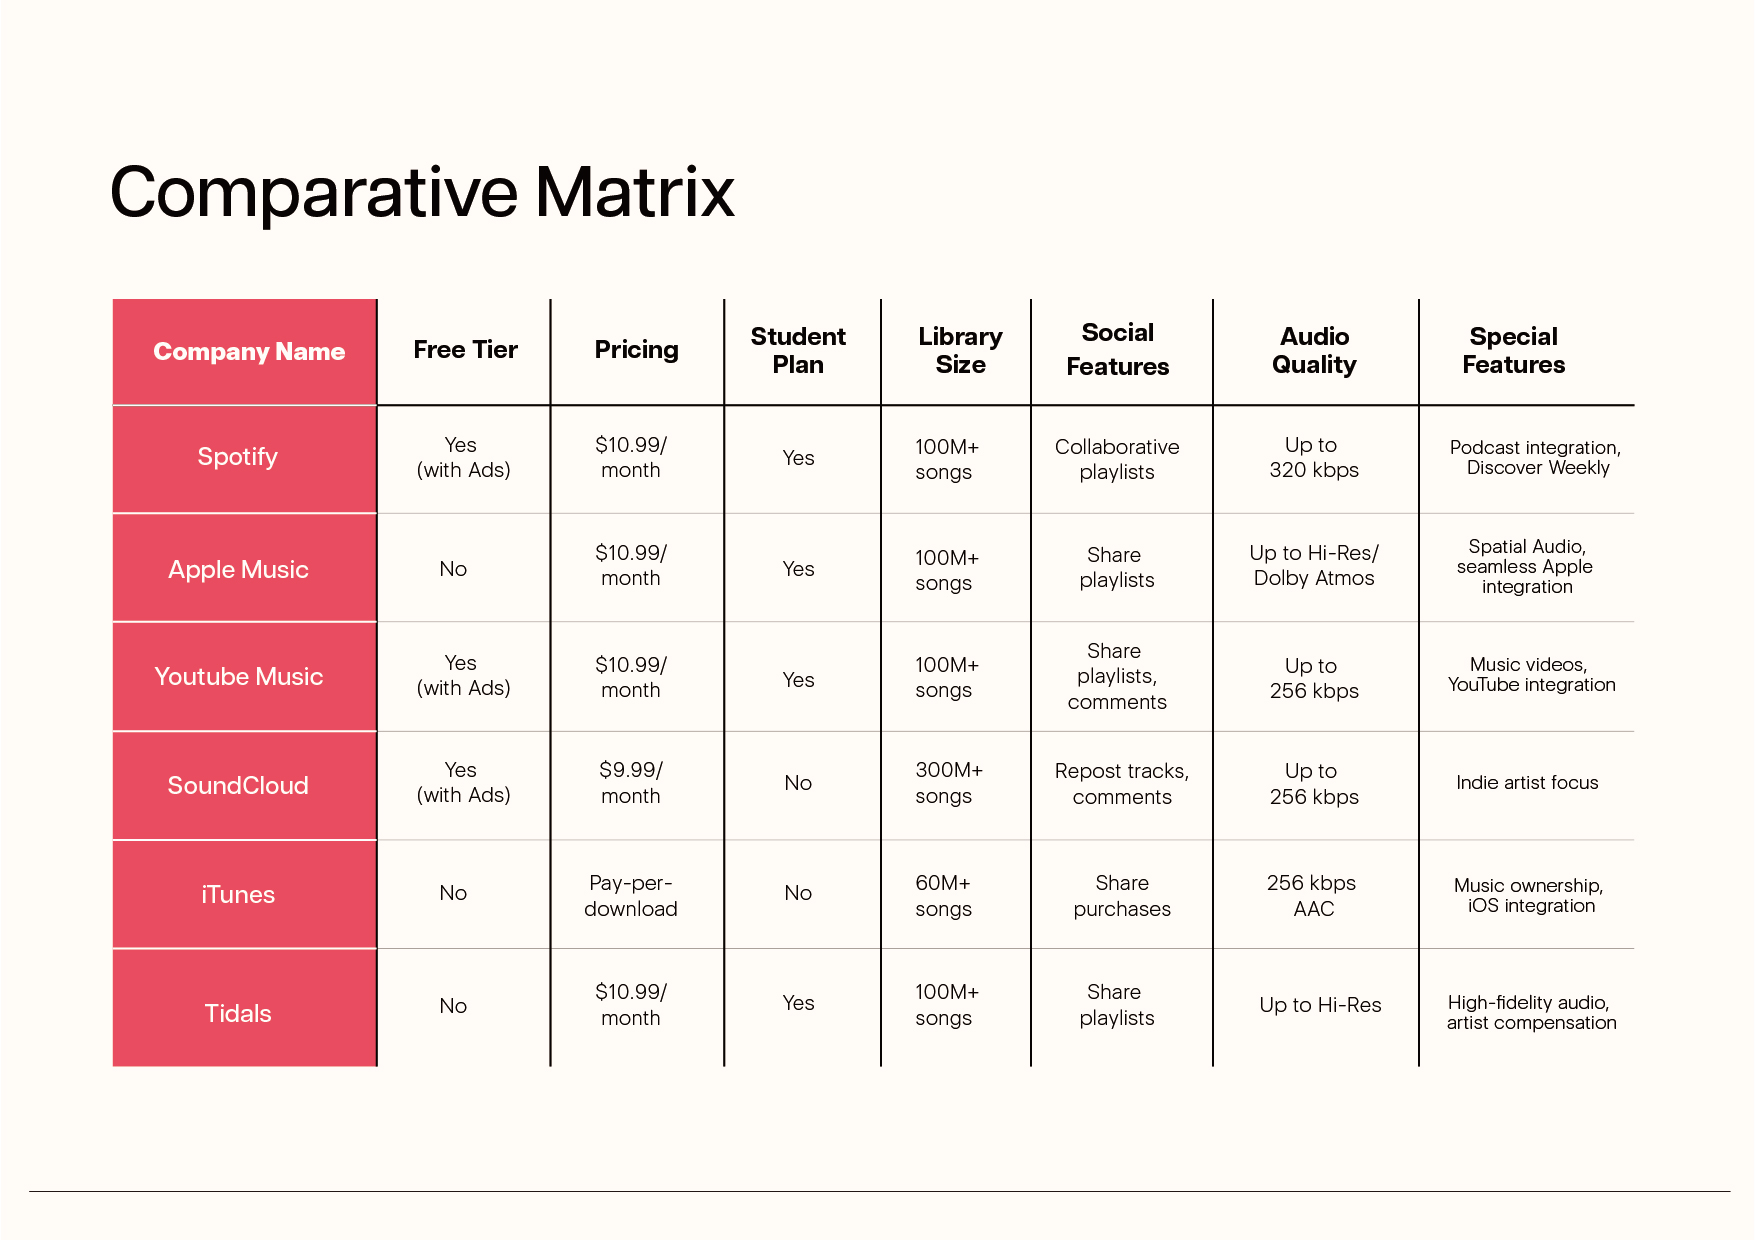 Comparative Matrix
Company Name
Free Tier
Pricing
Student
Plan
Library
Size
Social
Features
Audio
Quality
Special
Features
Spotify
Yes
(with Ads)
$10.99/
month
Yes
100M+
songs
Collaborative
playlists
Up to
320 kbps
Podcast integration,
Discover Weekly
Apple Music
No
$10.99/
month
Yes
100M+
songs
Share
playlists
Up to Hi-Res/
Dolby Atmos
Spatial Audio,
seamless Apple
integration
Youtube Music
Yes
(with Ads)
$10.99/
month
Yes
100M+
songs
Share
playlists,
comments
Up to
256 kbps
Music videos,
YouTube integration
SoundCloud
Yes
(with Ads)
$9.99/
month
No
300M+
songs
Repost tracks,
comments
Up to
256 kbps
Indie artist focus
iTunes
No
Pay-per-
download
No
60M+
songs
Share
purchases
256 kbps
AAC
Music ownership,
iOS integration
Tidals
No
$10.99/
month
Yes
100M+
songs
Share
playlists
Up to Hi-Res
High-fidelity audio,
artist compensation